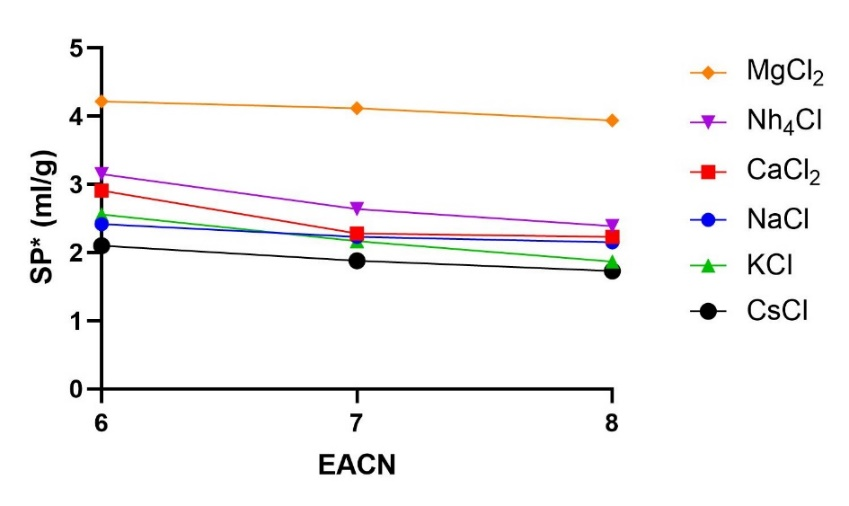 5
4
3
2
1
0
SP* (ml/g)
6 7 8
EACN
MgCl₂
Nh₄Cl
CaCl₂
NaCl
KCl
CsCl